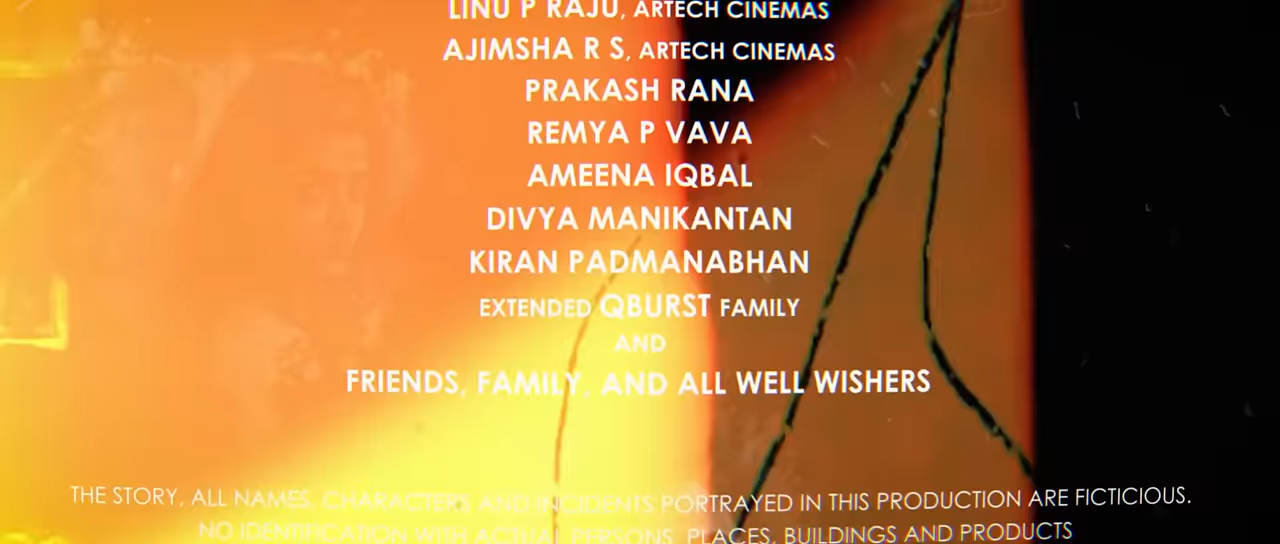 LINU P RAJU, ARTECH CINEMAS
AJIMSHA R S, ARTECH CINEMAS
PRAKASH RANA
REMYA P VAVA
AMEENA IQBAL
DIVYA MANIKANTAN
KIRAN PADMANABHAN
EXTENDED QBURST FAMILY
AND
FRIENDS, FAMILY, AND ALL WELL WISHERS
THE STORY, ALL NAMES, CHARACTERS AND INCIDENTS PORTRAYED IN THIS PRODUCTION ARE FICTICIOUS.
NO IDENTIFICATION WITH ACTUAL PERSONS, PLACES, BUILDINGS AND PRODUCTS